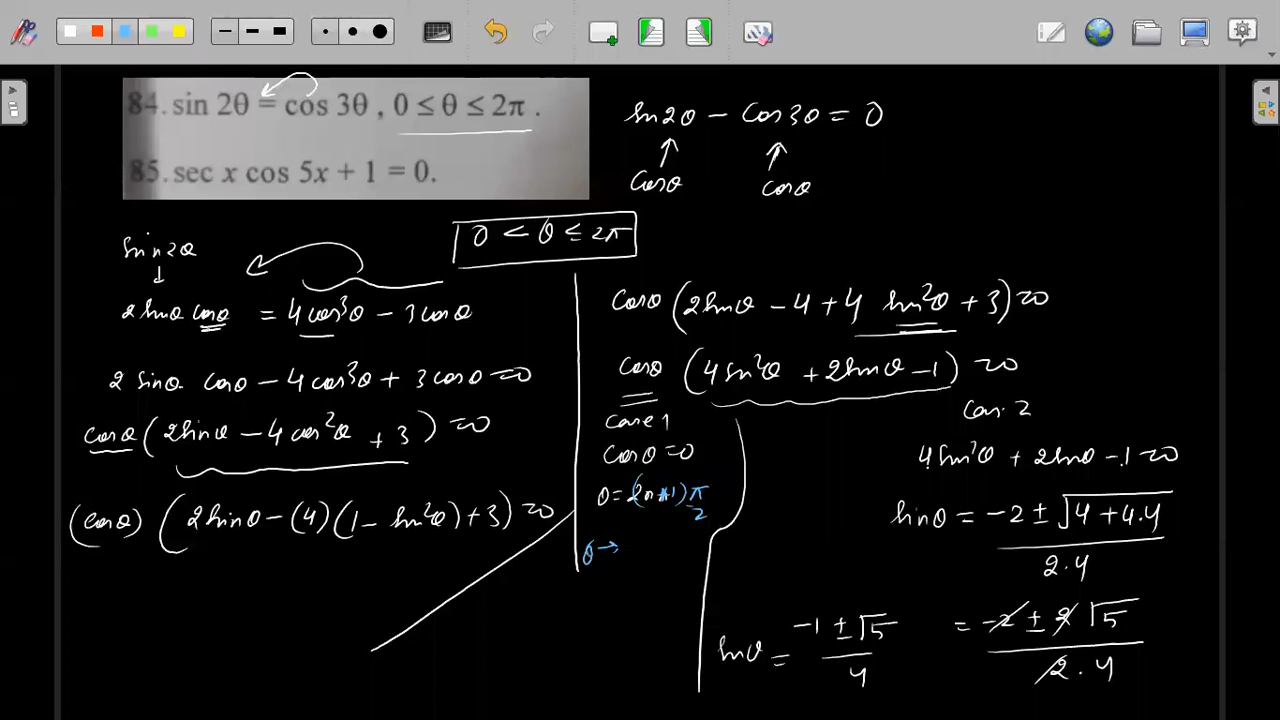 84. sin 2θ = cos 3θ , 0 ≤ θ ≤ 2π .
85. sec x cos 5x + 1 = 0.
sin2θ - cos3θ = 0
cosθ cosθ
0 < θ ≤ 2π
sin2θ
2 sinθ cosθ = 4cos³θ - 3cosθ
2 sinθ cosθ - 4cos³θ + 3cosθ = 0
cosθ (2sinθ - 4cos²θ + 3) = 0
(cosθ) (2sinθ - (4)(1 - sin²θ) + 3) = 0
cosθ (2sinθ - 4 + 4 sin²θ + 3) = 0
cosθ (4sin²θ + 2sinθ - 1) = 0
case 1
cosθ = 0
θ = (2n+1) π/2
θ →
case 2
4sin²θ + 2sinθ - 1 = 0
sinθ = -2 ± √4 + 4.4 / 2.4
= -2 ± 2√5 / 2.4
sinθ = -1 ± √5 / 4